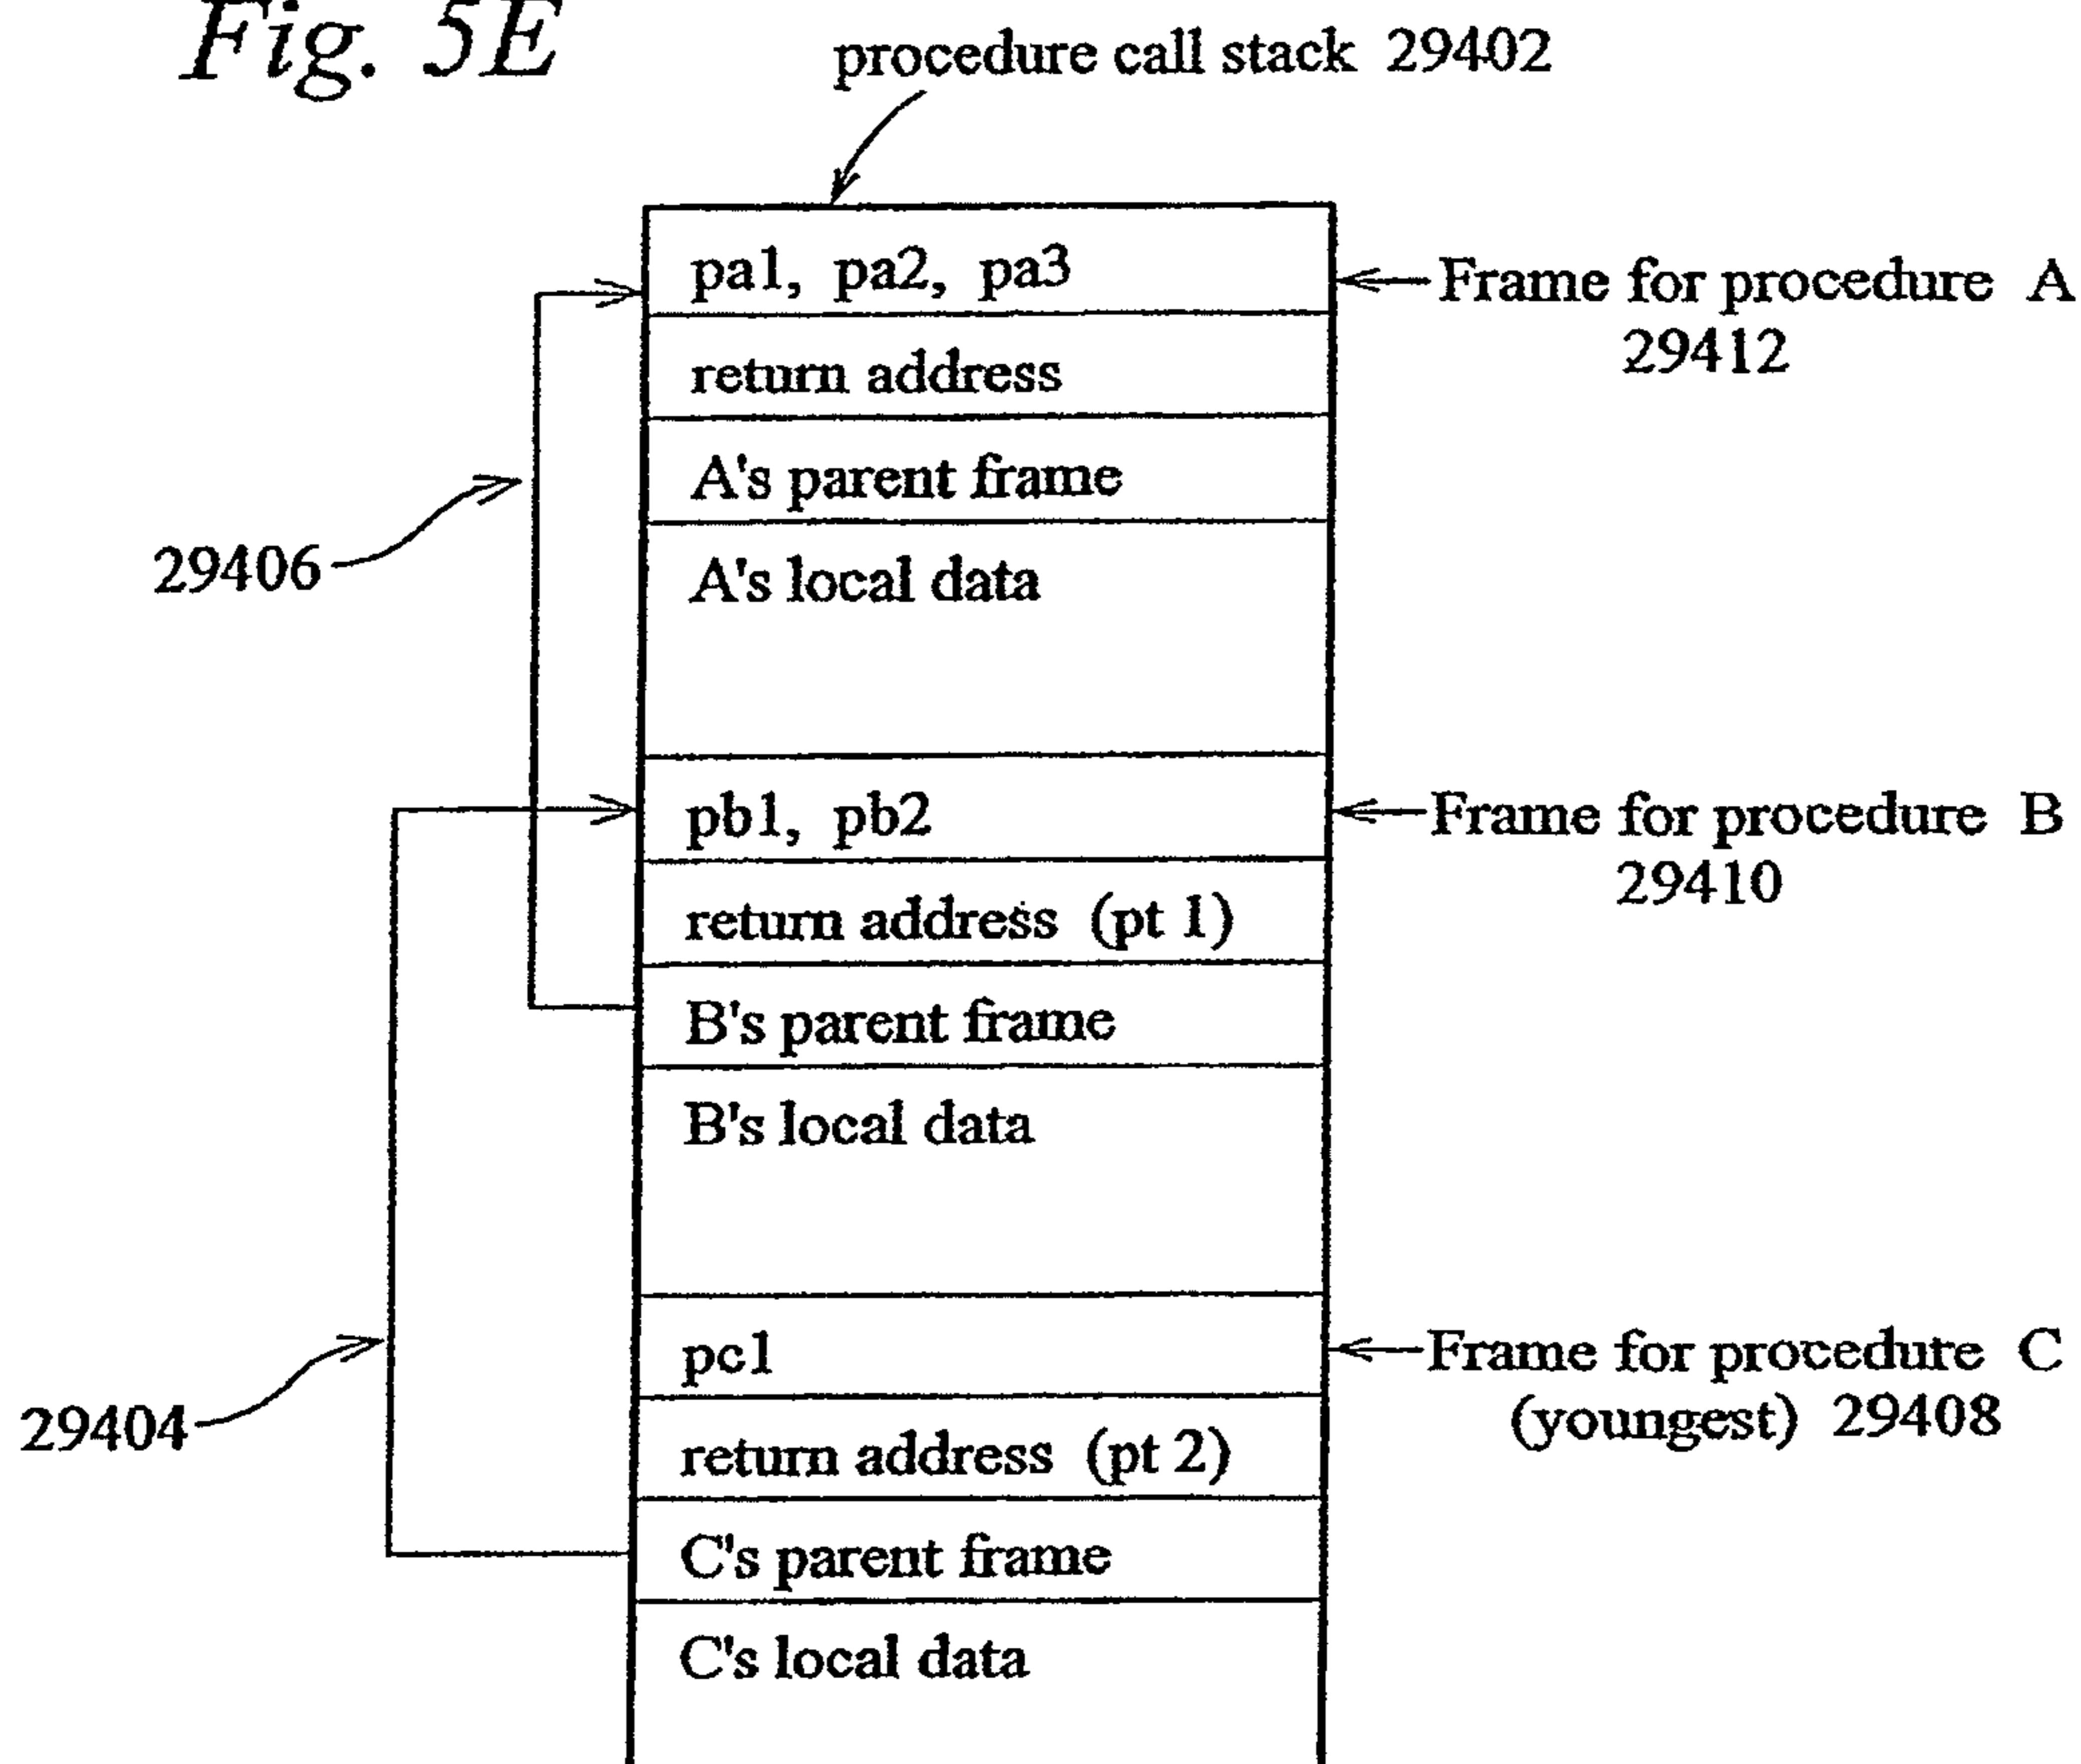 Fig. 5E
procedure call stack 29402
pa1, pa2, pa3
Frame for procedure A
29412
return address
A's parent frame
29406
A's local data
pb1, pb2
Frame for procedure B
29410
return address (pt 1)
B's parent frame
B's local data
pc1
Frame for procedure C
(youngest) 29408
29404
return address (pt 2)
C's parent frame
C's local data